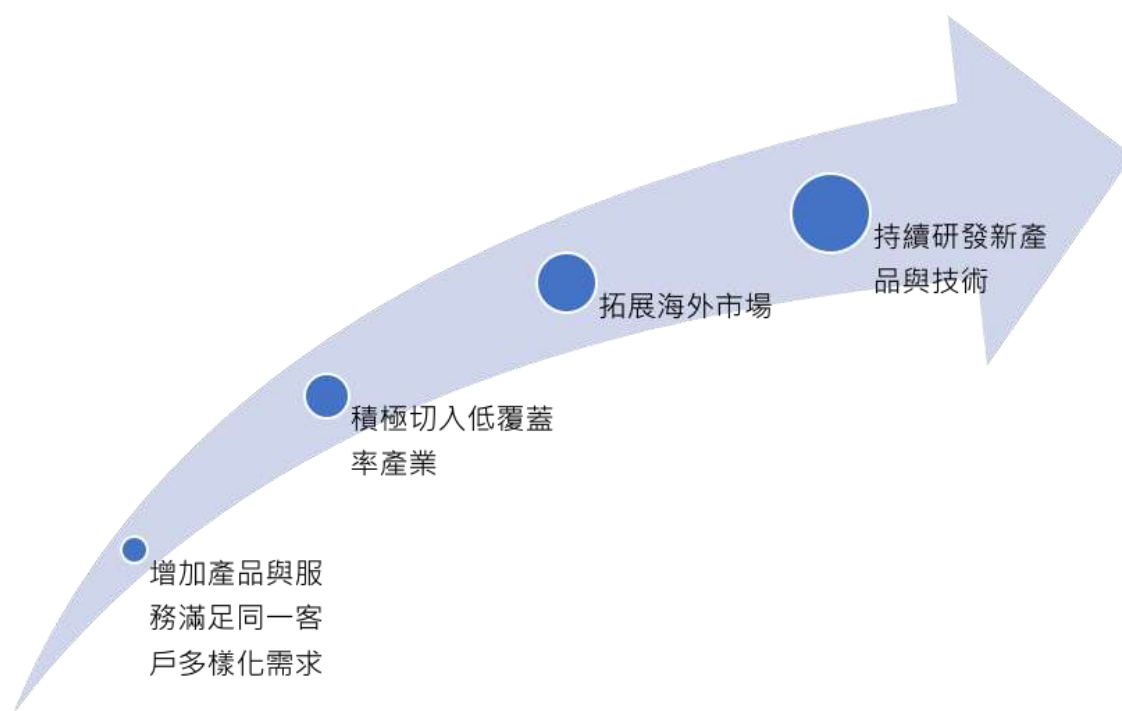 持續研發新產
品與技術
拓展海外市場
積極切入低覆蓋
率產業
增加產品與服
務滿足同一客
戶多樣化需求